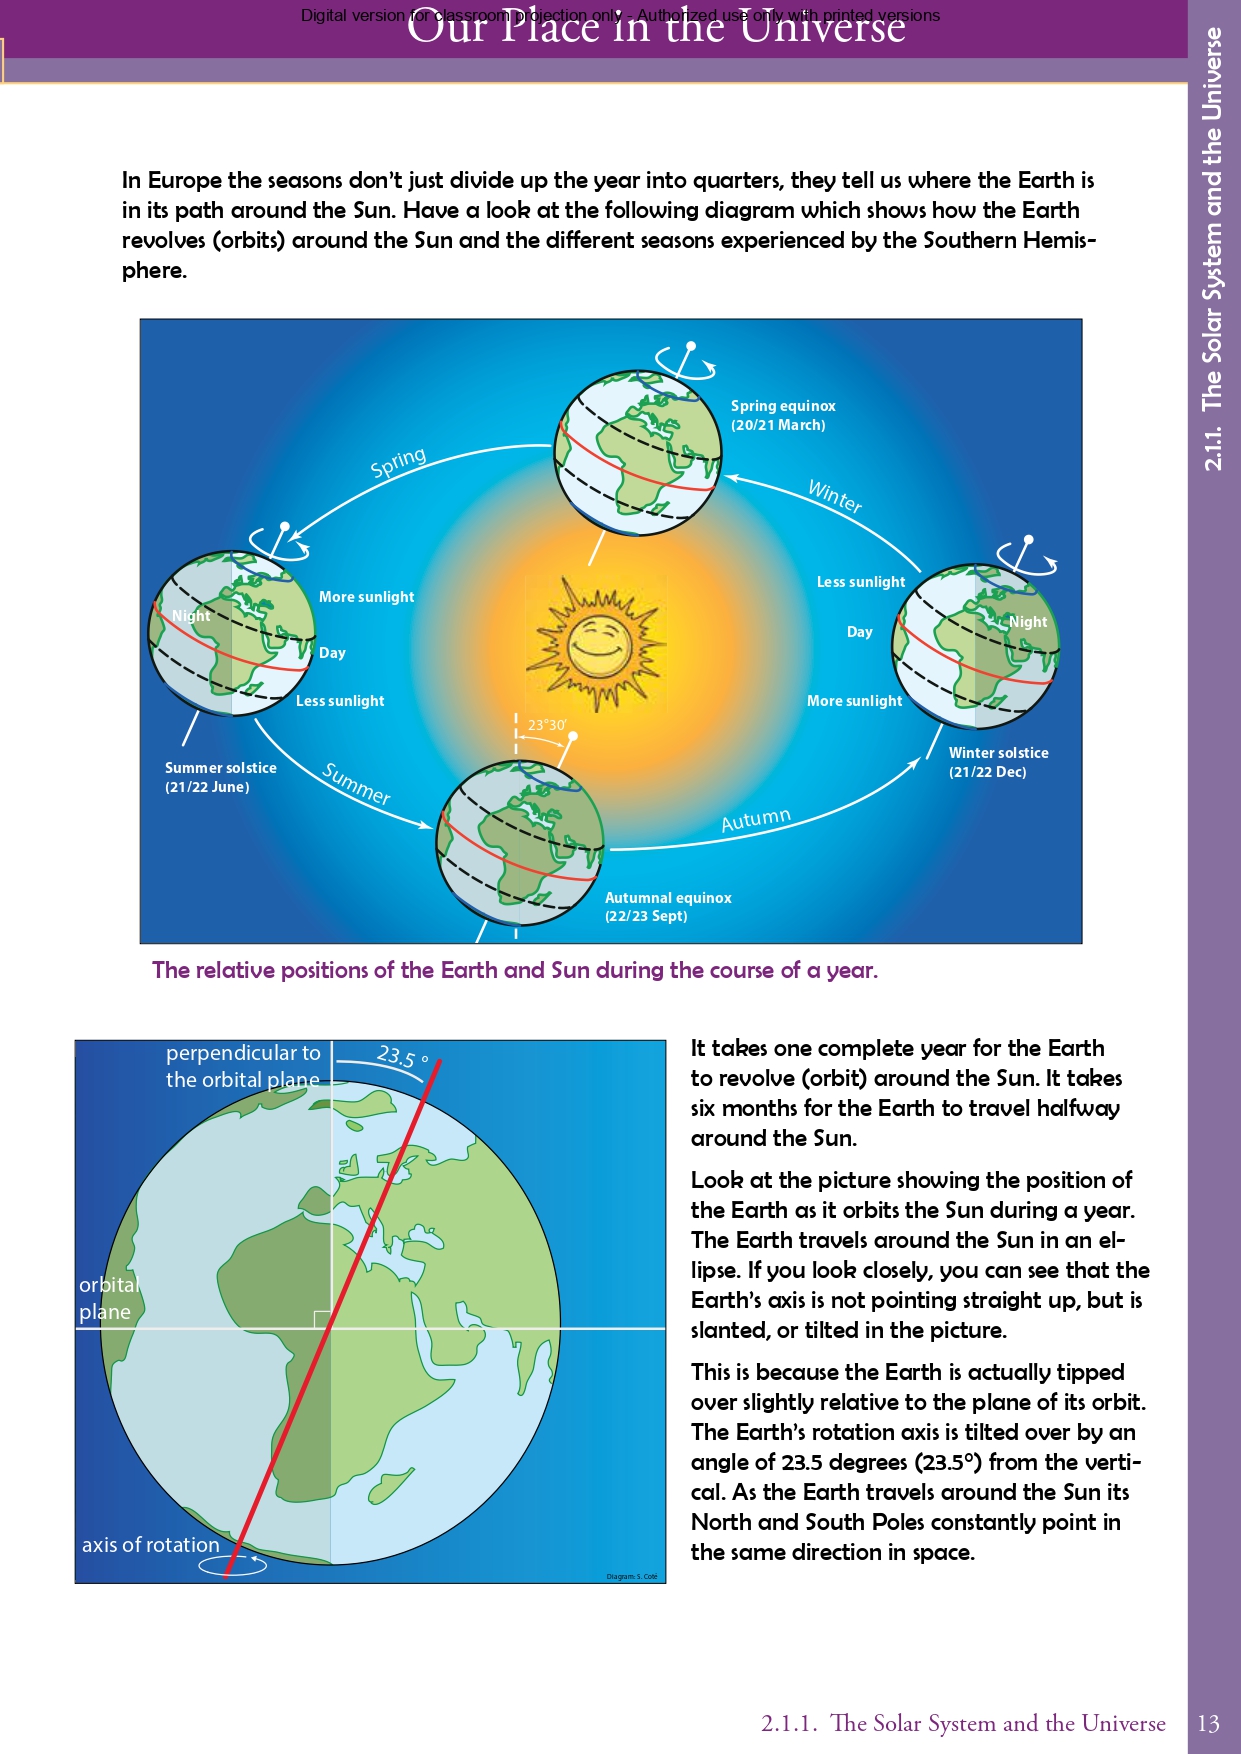 Digital version for classroom projection only - Authorized use only with printed versions
Our Place in the Universe
2.1.1. The Solar System and the Universe
In Europe the seasons don't just divide up the year into quarters, they tell us where the Earth is
in its path around the Sun. Have a look at the following diagram which shows how the Earth
revolves (orbits) around the Sun and the different seasons experienced by the Southern Hemis-
phere.
Spring equinox
(20/21 March)
Spring
Winter
More sunlight
Night
Day
Less sunlight
Less sunlight
Day
Night
More sunlight
23°30'
Summer solstice
(21/22 June)
Summer
Winter solstice
(21/22 Dec)
Autumn
Autumnal equinox
(22/23 Sept)
The relative positions of the Earth and Sun during the course of a year.
perpendicular to
the orbital plane
23.5 °
orbital
plane
axis of rotation
Diagram: S. Coté
It takes one complete year for the Earth
to revolve (orbit) around the Sun. It takes
six months for the Earth to travel halfway
around the Sun.
Look at the picture showing the position of
the Earth as it orbits the Sun during a year.
The Earth travels around the Sun in an el-
lipse. If you look closely, you can see that the
Earth's axis is not pointing straight up, but is
slanted, or tilted in the picture.
This is because the Earth is actually tipped
over slightly relative to the plane of its orbit.
The Earth's rotation axis is tilted over by an
angle of 23.5 degrees (23.5°) from the verti-
cal. As the Earth travels around the Sun its
North and South Poles constantly point in
the same direction in space.
2.1.1. The Solar System and the Universe
13